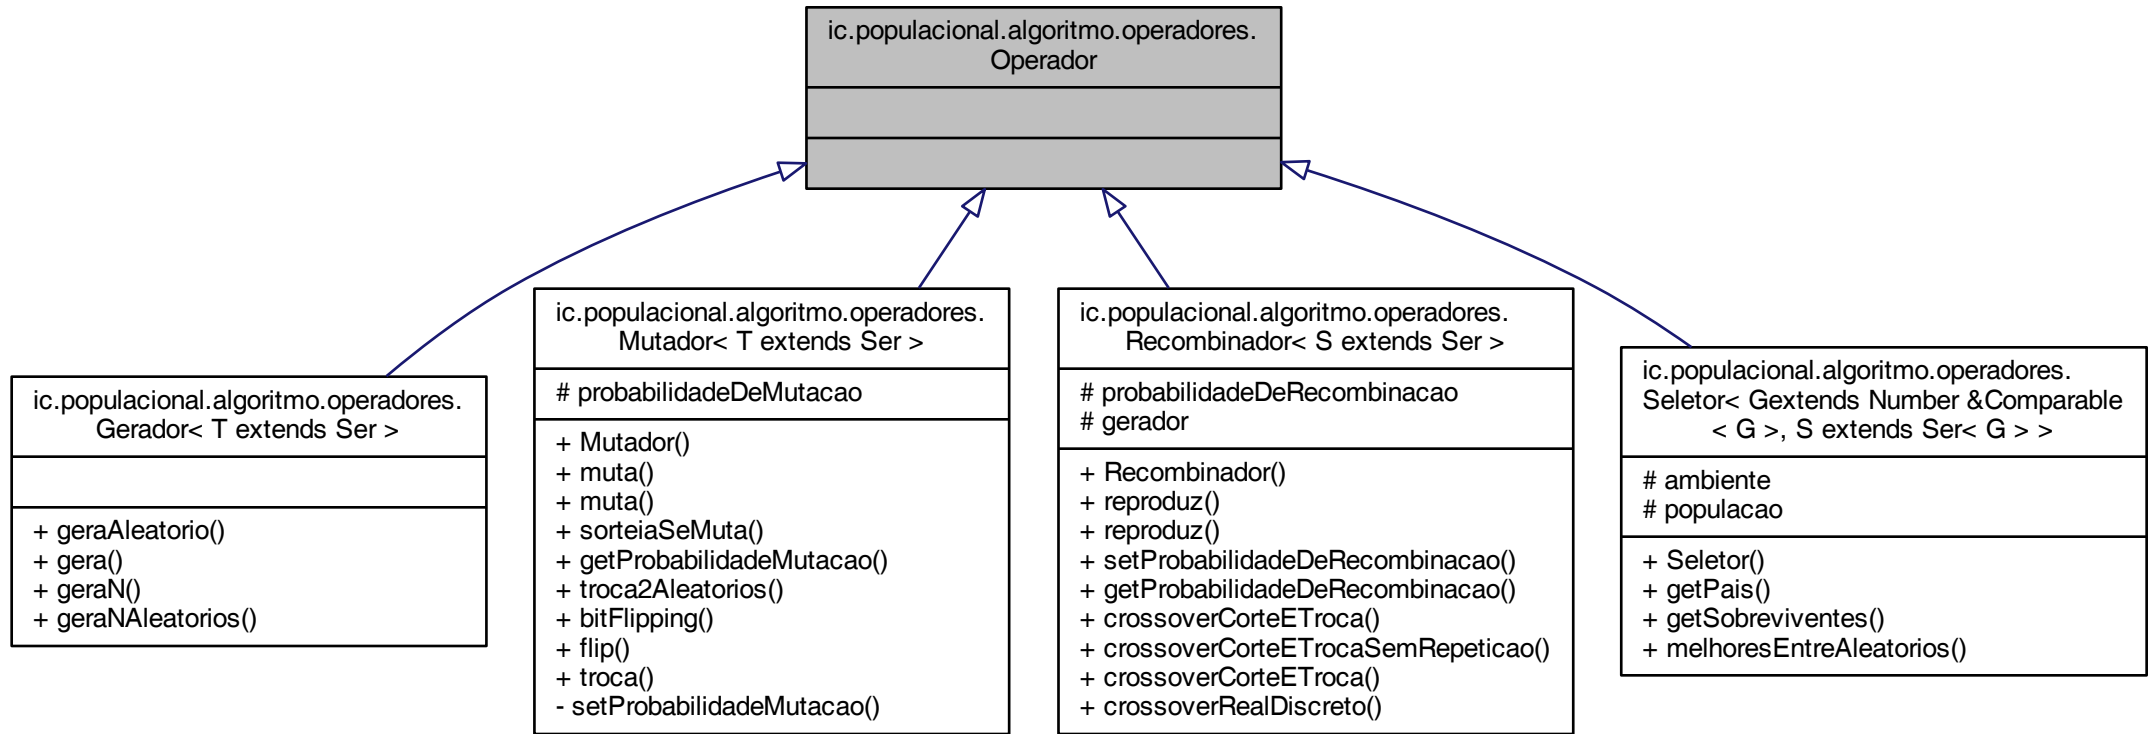 ic.populacional.algoritmo.operadores.
Operador
ic.populacional.algoritmo.operadores.
Gerador< T extends Ser >
+ geraAleatorio()
+ gera()
+ geraN()
+ geraNAleatorios()
ic.populacional.algoritmo.operadores.
Mutador< T extends Ser >
# probabilidadeDeMutacao
+ Mutador()
+ muta()
+ muta()
+ sorteiaSeMuta()
+ getProbabilidadeMutacao()
+ troca2Aleatorios()
+ bitFlipping()
+ flip()
+ troca()
- setProbabilidadeMutacao()
ic.populacional.algoritmo.operadores.
Recombinador< S extends Ser >
# probabilidadeDeRecombinacao
# gerador
+ Recombinador()
+ reproduz()
+ reproduz()
+ setProbabilidadeDeRecombinacao()
+ getProbabilidadeDeRecombinacao()
+ crossoverCorteETroca()
+ crossoverCorteETrocaSemRepeticao()
+ crossoverCorteETroca()
+ crossoverRealDiscreto()
ic.populacional.algoritmo.operadores.
Seletor< Gextends Number &Comparable
< G >, S extends Ser< G > >
# ambiente
# populacao
+ Seletor()
+ getPais()
+ getSobreviventes()
+ melhoresEntreAleatorios()